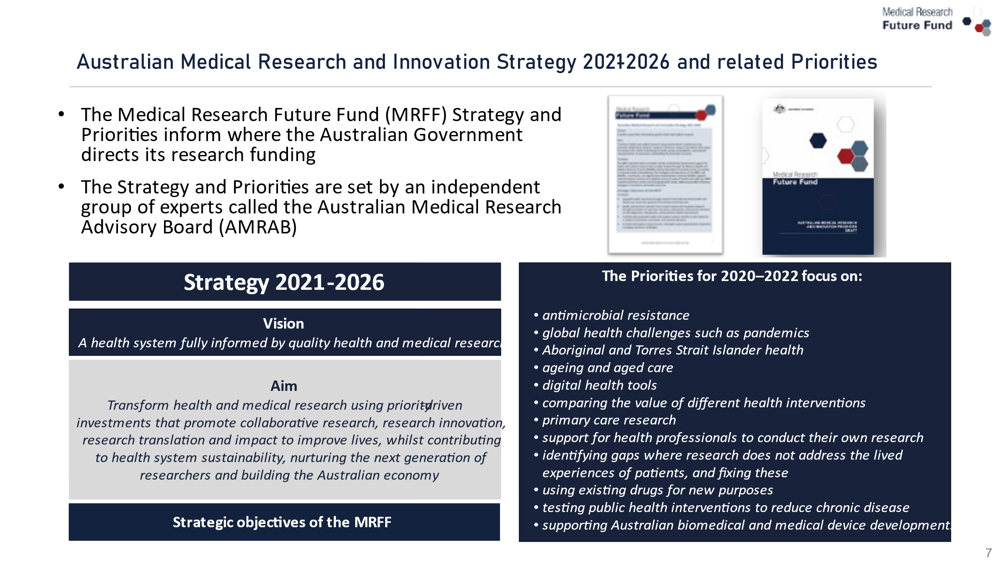 Medical Research
Future Fund
Australian Medical Research and Innovation Strategy 2021-2026 and related Priorities
• The Medical Research Future Fund (MRFF) Strategy and
Priorities inform where the Australian Government
directs its research funding
• The Strategy and Priorities are set by an independent
group of experts called the Australian Medical Research
Advisory Board (AMRAB)
Medical Research
Future Fund
Australian Medical Research and Innovation Strategy 2021-2026
Australian Government
Medical Research
Future Fund
AUSTRALIAN MEDICAL RESEARCH
AND INNOVATION PRIORITIES
DRAFT
Strategy 2021-2026
Vision
A health system fully informed by quality health and medical research
Aim
Transform health and medical research using priority-driven
investments that promote collaborative research, research innovation,
research translation and impact to improve lives, whilst contributing
to health system sustainability, nurturing the next generation of
researchers and building the Australian economy
Strategic objectives of the MRFF
The Priorities for 2020–2022 focus on:
• antimicrobial resistance
• global health challenges such as pandemics
• Aboriginal and Torres Strait Islander health
• ageing and aged care
• digital health tools
• comparing the value of different health interventions
• primary care research
• support for health professionals to conduct their own research
• identifying gaps where research does not address the lived
experiences of patients, and fixing these
• using existing drugs for new purposes
• testing public health interventions to reduce chronic disease
• supporting Australian biomedical and medical device development.
7